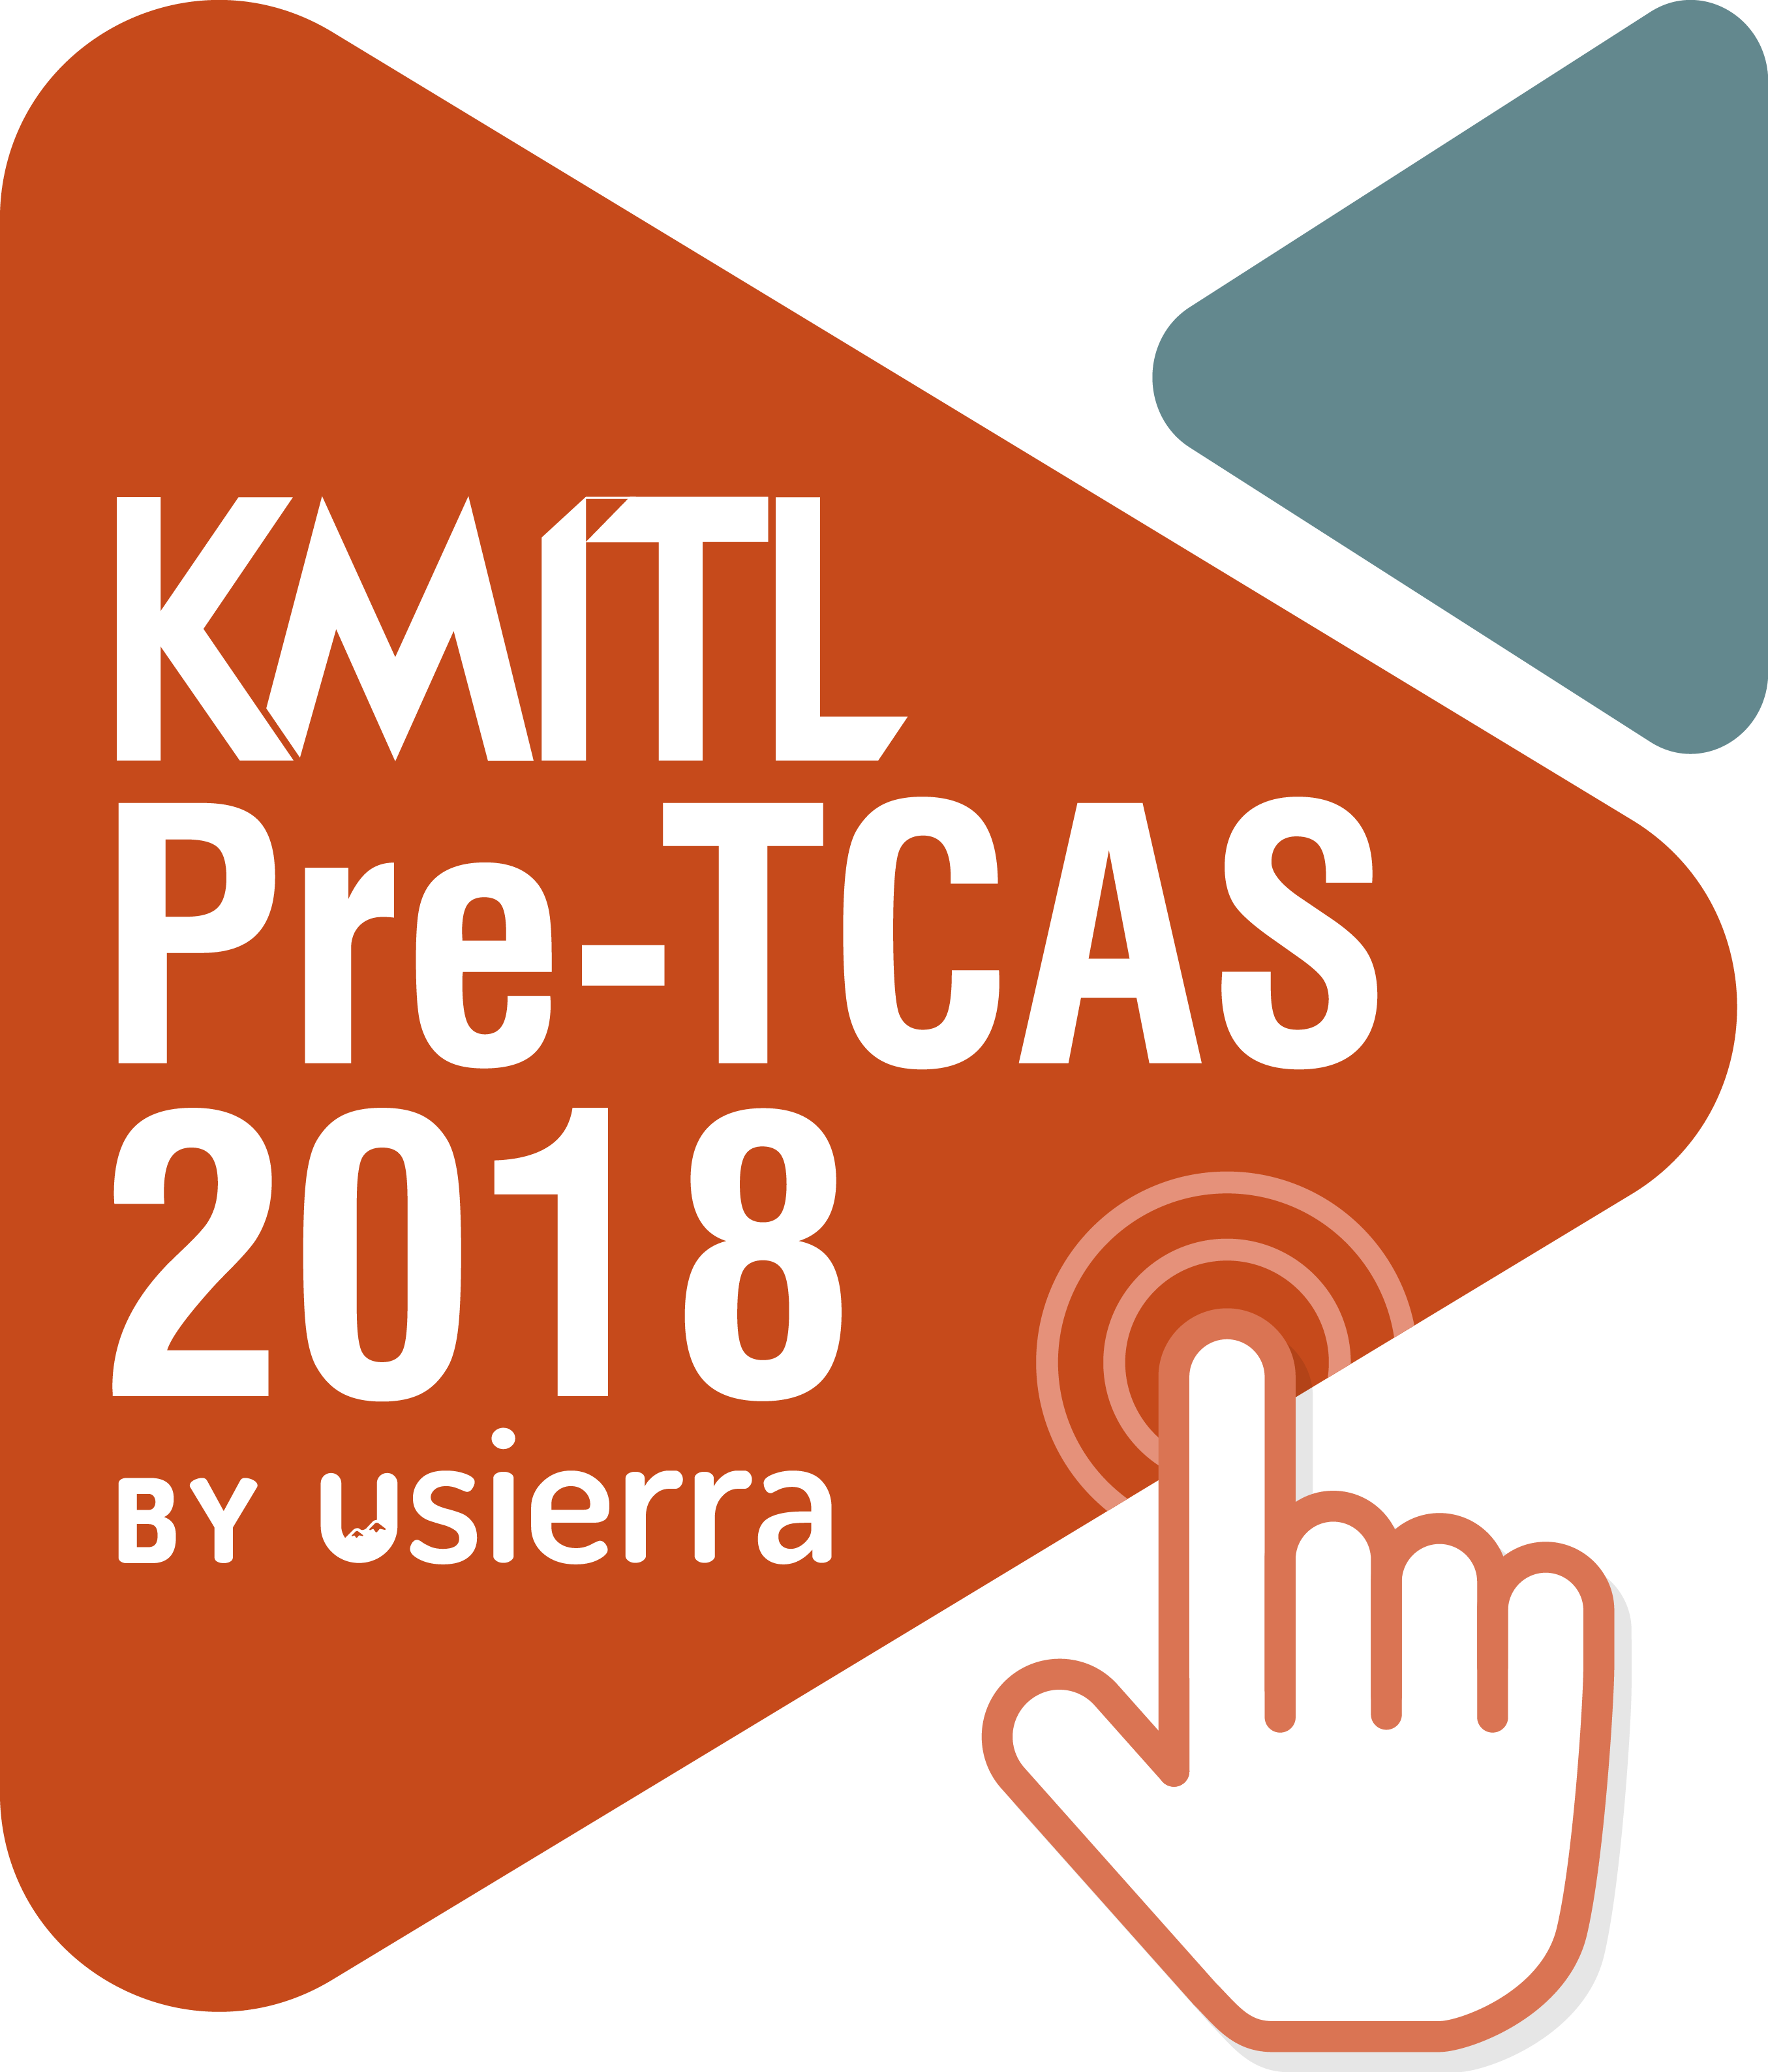 KMITL
Pre-TCAS
2018
BY usierra